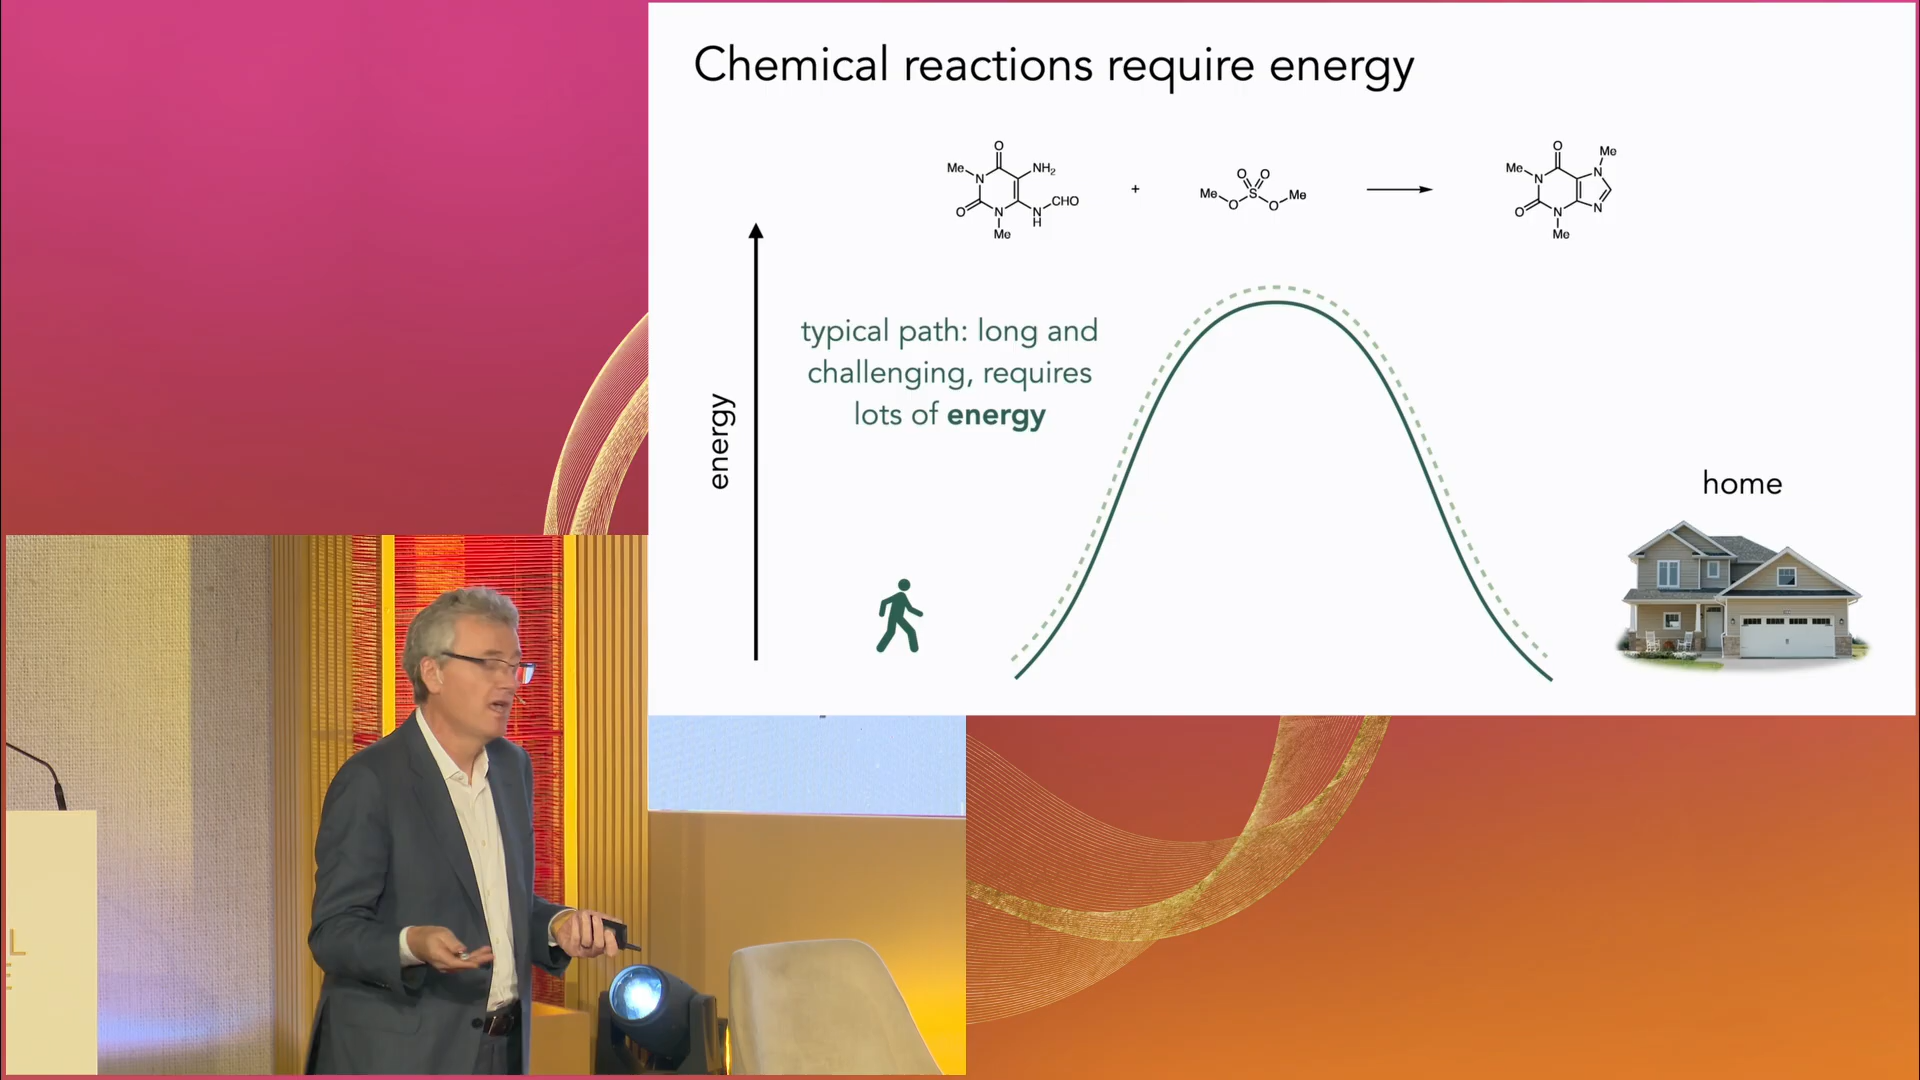 Chemical reactions require energy
O
Me
N
NH₂
O
N
Me
N
H
CHO
+
O
O
Me
S
Me
O
O
O
Me
Me
N
N
O
N
N
Me
typical path: long and
challenging, requires
lots of energy
energy
home
L
E